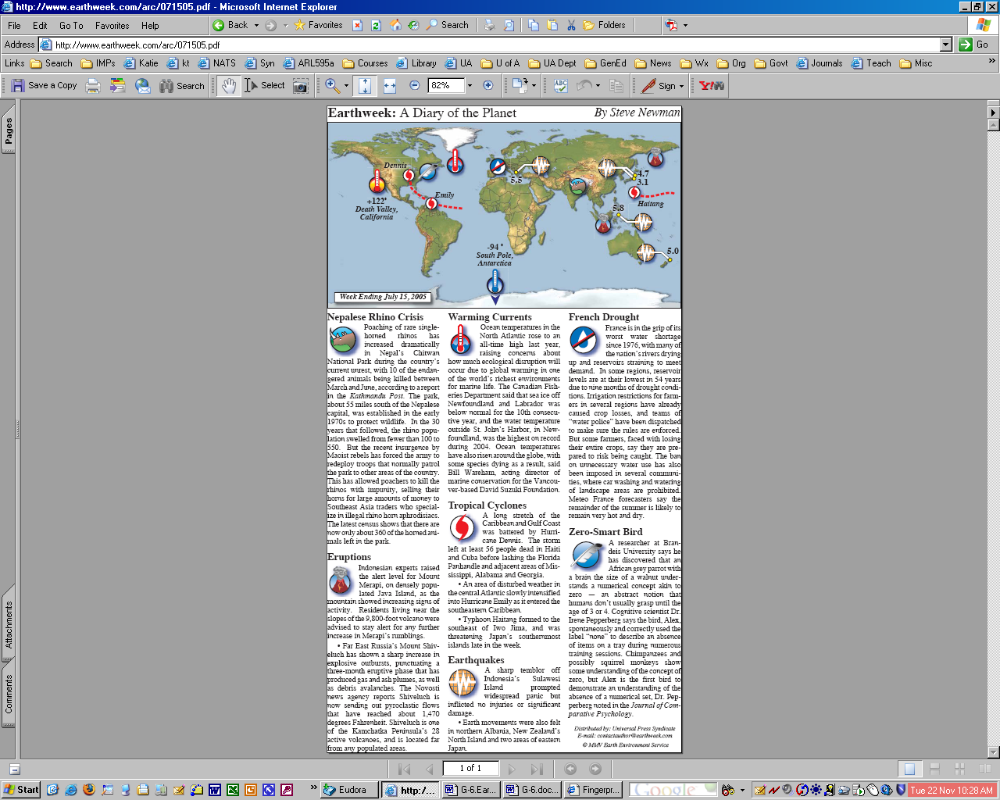 http://www.earthweek.com/arc/071505.pdf - Microsoft Internet Explorer
File Edit View Go To Favorites Help
Back Favorites Search Folders
Address http://www.earthweek.com/arc/071505.pdf Go
Links Search IMPs Katie kt NATS Syn ARL595a Courses Library UA U of A UA Dept GenEd News Wx Org Govt Journals Teach Misc
Save a Copy Search Select 82% Sign Y!
Pages
Attachments
Comments
Earthweek: A Diary of the Planet By Steve Newman
Dennis
Emily
+122°
Death Valley,
California
5.5
4.7
3.1
Haitang
5.8
5.0
-94°
South Pole,
Antarctica
Week Ending July 15, 2005
Nepalese Rhino Crisis
Poaching of rare single-
horned rhinos has
increased dramatically
in Nepal's Chitwan
National Park during the country's
current unrest, with 10 of the endan-
gered animals being killed between
March and June, according to a report
in the Kathmandu Post. The park,
about 55 miles south of the Nepalese
capital, was established in the early
1970s to protect wildlife. In the 30
years that followed, the rhino popu-
lation swelled from fewer than 100 to
550. But the recent insurgence by
Maoist rebels has forced the army to
redeploy troops that normally patrol
the park to other areas of the country.
This has allowed poachers to kill the
rhinos with impunity, selling their
horns for large amounts of money to
Southeast Asia traders who special-
ize in illegal rhino horn aphrodisiacs.
The latest census shows that there are
now only about 360 of the horned ani-
mals left in the park.
Eruptions
Indonesian experts raised
the alert level for Mount
Merapi, on densely popu-
lated Java Island, as the
mountain showed increasing signs of
activity. Residents living near the
slopes of the 9,800-foot volcano were
advised to stay alert for any further
increase in Merapi's rumblings.
• Far East Russia's Mount Shiv-
eluch has shown a sharp increase in
explosive outbursts, punctuating a
three-month eruptive phase that has
produced gas and ash plumes, as well
as debris avalanches. The Novosti
news agency reports Shiveluch is
now sending out pyroclastic flows
that have reached about 1,470
degrees Fahrenheit. Shiveluch is one
of the Kamchatka Peninsula's 28
active volcanoes, and is located far
from any populated areas.
Warming Currents
Ocean temperatures in the
North Atlantic rose to an
all-time high last year,
raising concerns about
how much ecological disruption will
occur due to global warming in one
of the world's richest environments
for marine life. The Canadian Fish-
eries Department said that sea ice off
Newfoundland and Labrador was
below normal for the 10th consecu-
tive year, and the water temperature
outside St. John's Harbor, in New-
foundland, was the highest on record
during 2004. Ocean temperatures
have also risen around the globe, with
some species dying as a result, said
Bill Wareham, acting director of
marine conservation for the Vancou-
ver-based David Suzuki Foundation.
Tropical Cyclones
A long stretch of the
Caribbean and Gulf Coast
was battered by Hurri-
cane Dennis. The storm
left at least 56 people dead in Haiti
and Cuba before lashing the Florida
Panhandle and adjacent areas of Mis-
sissippi, Alabama and Georgia.
• An area of disturbed weather in
the central Atlantic slowly intensified
into Hurricane Emily as it entered the
southeastern Caribbean.
• Typhoon Haitang formed to the
southeast of Iwo Jima, and was
threatening Japan's southernmost
islands late in the week.
Earthquakes
A sharp temblor off
Indonesia's Sulawesi
Island prompted
widespread panic but
inflicted no injuries or significant
damage.
• Earth movements were also felt
in northern Albania, New Zealand's
North Island and two areas of eastern
Japan.
French Drought
France is in the grip of its
worst water shortage
since 1976, with many of
the nation's rivers drying
up and reservoirs straining to meet
demand. In some regions, reservoir
levels are at their lowest in 54 years
due to nine months of drought condi-
tions. Irrigation restrictions for farm-
ers in several regions have already
caused crop losses, and teams of
"water police" have been dispatched
to make sure the rules are enforced.
But some farmers, faced with losing
their entire crops, say they are pre-
pared to risk being caught. The ban
on unnecessary water use has also
been imposed in several communi-
ties, where car washing and watering
of landscape areas are prohibited.
Meteo France forecasters say the
remainder of the summer is likely to
remain very hot and dry.
Zero-Smart Bird
A researcher at Bran-
deis University says he
has discovered that an
African grey parrot with
a brain the size of a walnut under-
stands a numerical concept akin to
zero — an abstract notion that
humans don't usually grasp until the
age of 3 or 4. Cognitive scientist Dr.
Irene Pepperberg says the bird, Alex,
spontaneously and correctly used the
label "none" to describe an absence
of items on a tray during numerous
training sessions. Chimpanzees and
possibly squirrel monkeys show
some understanding of the concept of
zero, but Alex is the first bird to
demonstrate an understanding of the
absence of a numerical set, Dr. Pep-
perberg noted in the Journal of Com-
parative Psychology.
Distributed by: Universal Press Syndicate
E-mail: contactauthor@earthweek.com
© MMV Earth Environment Service
1 of 1
Start Eudora http:/... G-6.Ear... G-6.doc... Fingerpr... Google Tue 22 Nov 10:28 AM